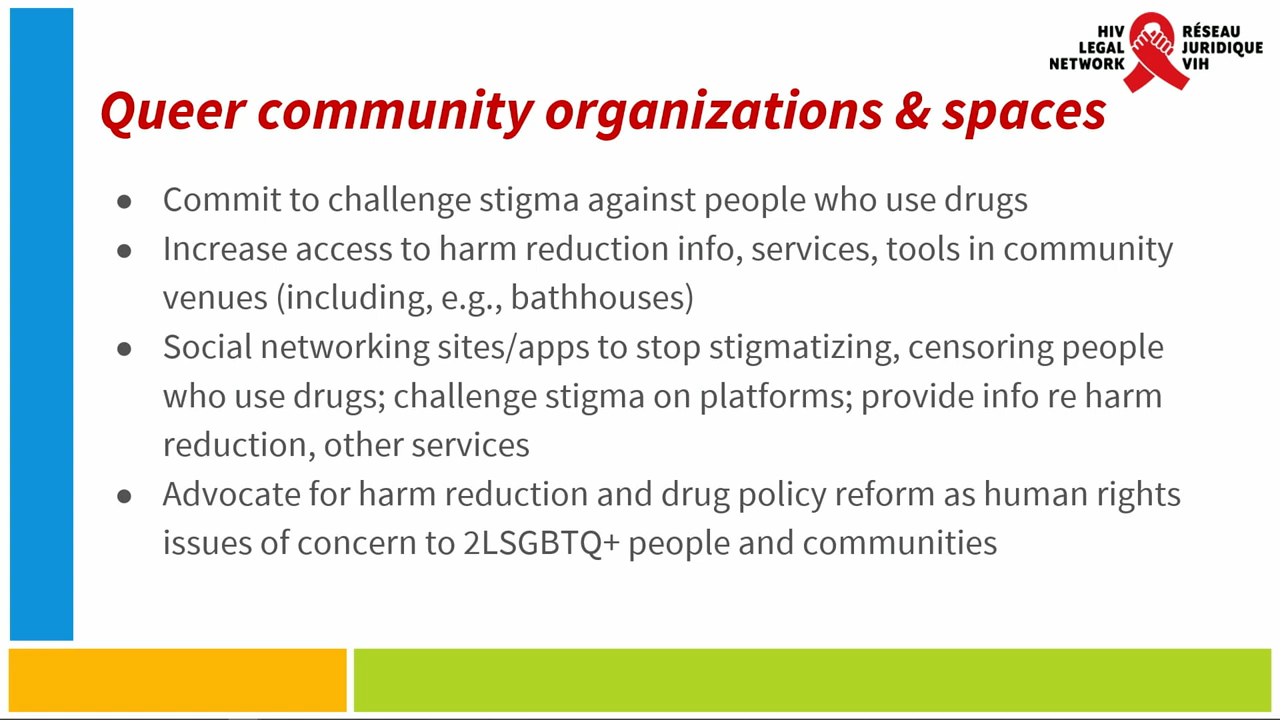 HIV
LEGAL
NETWORK
RÉSEAU
JURIDIQUE
VIH
Queer community organizations & spaces
● Commit to challenge stigma against people who use drugs
● Increase access to harm reduction info, services, tools in community
venues (including, e.g., bathhouses)
● Social networking sites/apps to stop stigmatizing, censoring people
who use drugs; challenge stigma on platforms; provide info re harm
reduction, other services
● Advocate for harm reduction and drug policy reform as human rights
issues of concern to 2LSGBTQ+ people and communities